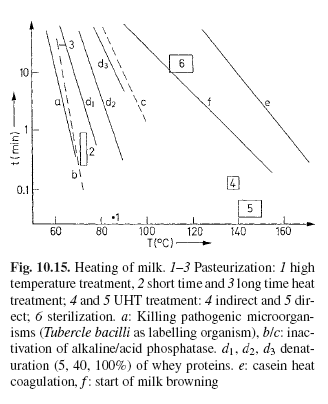 t (min)
10
1
0.1
3
a
d1
d2
d3
c
6
f
e
2
b
4
5
1
60
80
100
120
140
160
T(°C)
Fig. 10.15. Heating of milk. 1–3 Pasteurization: 1 high
temperature treatment, 2 short time and 3 long time heat
treatment; 4 and 5 UHT treatment: 4 indirect and 5 dir-
ect; 6 sterilization. a: Killing pathogenic microorgan-
isms (Tubercle bacilli as labelling organism), b/c: inac-
tivation of alkaline/acid phosphatase. d1, d2, d3 denat-
uration (5, 40, 100%) of whey proteins. e: casein heat
coagulation, f: start of milk browning